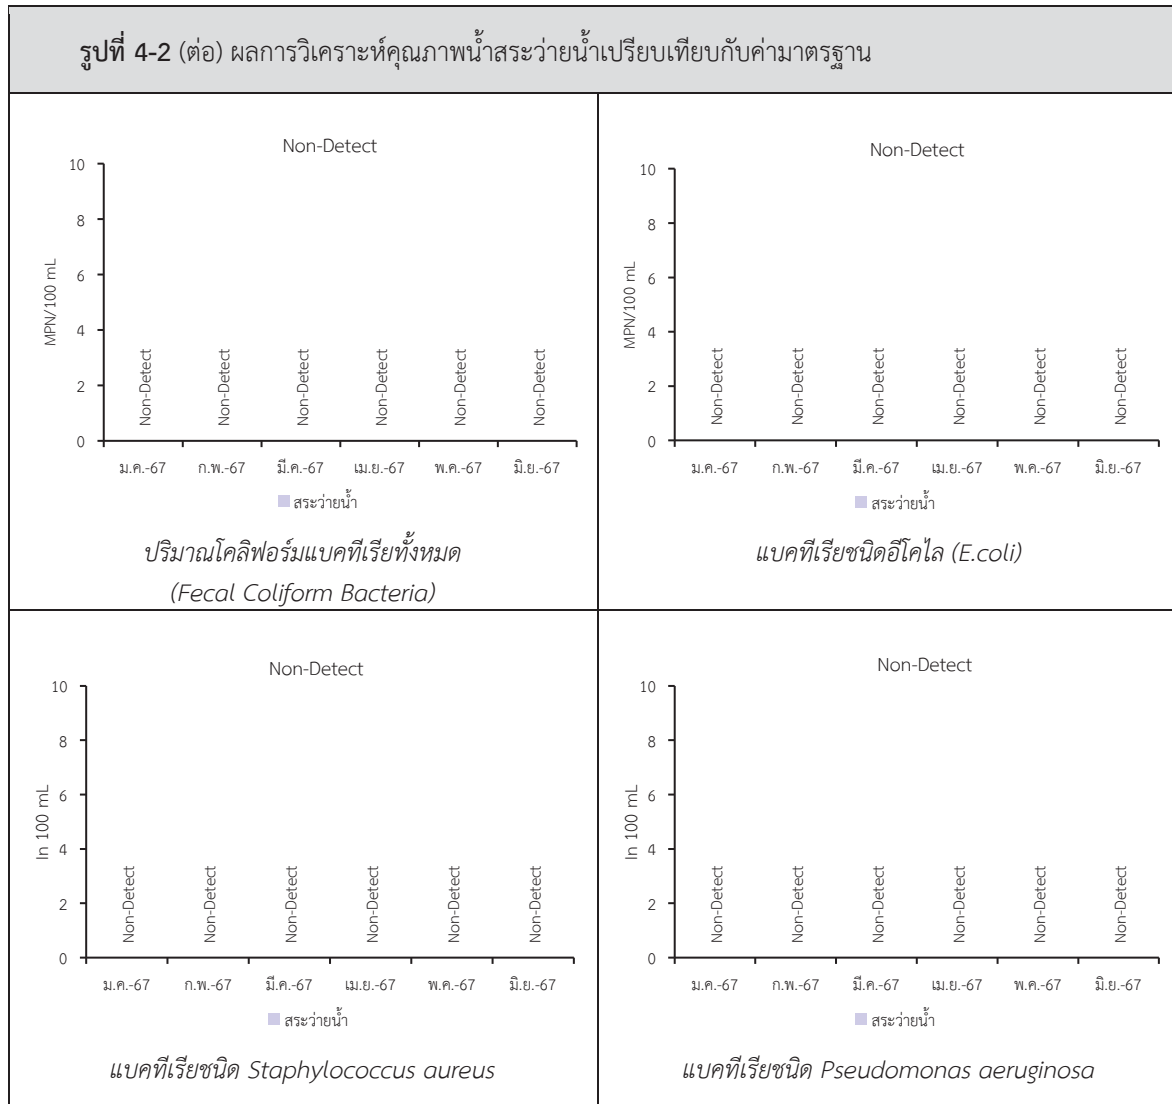 รูปที่ 4-2 (ต่อ) ผลการวิเคราะห์คุณภาพน้ำสระว่ายน้ำเปรียบเทียบกับค่ามาตรฐาน
Non-Detect
MPN/100 mL
10
8
6
4
2
0
Non-Detect
Non-Detect
Non-Detect
Non-Detect
Non-Detect
Non-Detect
ม.ค.-67 ก.พ.-67 มี.ค.-67 เม.ย.-67 พ.ค.-67 มิ.ย.-67
สระว่ายน้ำ
ปริมาณโคลิฟอร์มแบคทีเรียทั้งหมด
(Fecal Coliform Bacteria)
Non-Detect
MPN/100 mL
10
8
6
4
2
0
Non-Detect
Non-Detect
Non-Detect
Non-Detect
Non-Detect
Non-Detect
ม.ค.-67 ก.พ.-67 มี.ค.-67 เม.ย.-67 พ.ค.-67 มิ.ย.-67
สระว่ายน้ำ
แบคทีเรียชนิดอีโคไล (E.coli)
Non-Detect
In 100 mL
10
8
6
4
2
0
Non-Detect
Non-Detect
Non-Detect
Non-Detect
Non-Detect
Non-Detect
ม.ค.-67 ก.พ.-67 มี.ค.-67 เม.ย.-67 พ.ค.-67 มิ.ย.-67
สระว่ายน้ำ
แบคทีเรียชนิด Staphylococcus aureus
Non-Detect
In 100 mL
10
8
6
4
2
0
Non-Detect
Non-Detect
Non-Detect
Non-Detect
Non-Detect
Non-Detect
ม.ค.-67 ก.พ.-67 มี.ค.-67 เม.ย.-67 พ.ค.-67 มิ.ย.-67
สระว่ายน้ำ
แบคทีเรียชนิด Pseudomonas aeruginosa